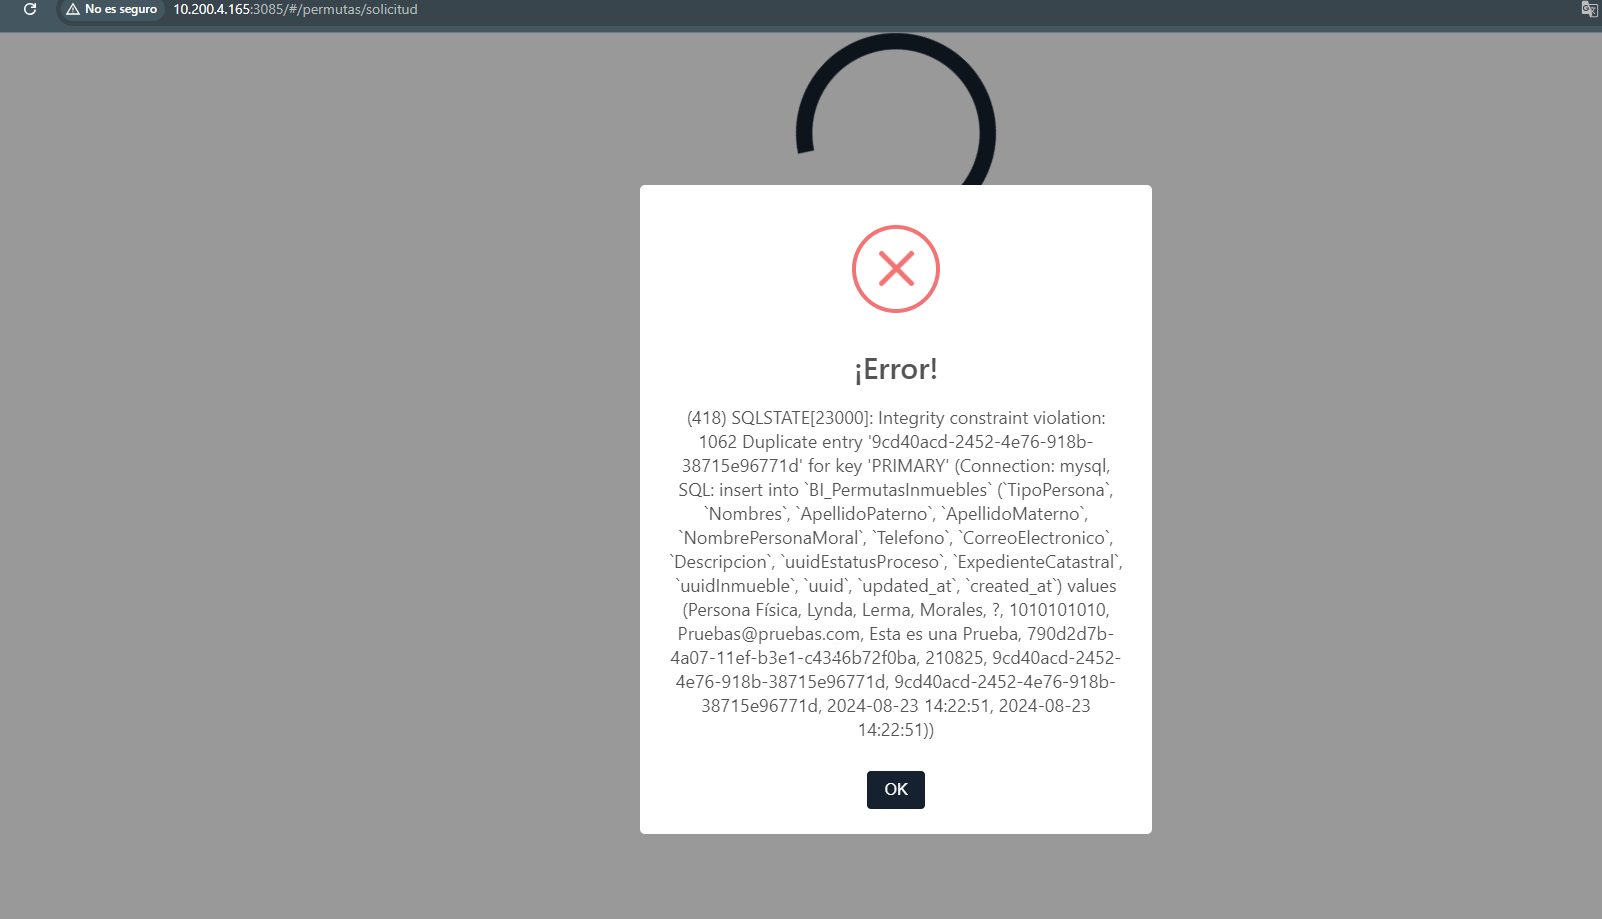 No es seguro 10.200.4.165:3085/#/permutas/solicitud
¡Error!
(418) SQLSTATE[23000]: Integrity constraint violation:
1062 Duplicate entry '9cd40acd-2452-4e76-918b-
38715e96771d' for key 'PRIMARY' (Connection: mysql,
SQL: insert into `BI_PermutasInmuebles` (`TipoPersona`,
`Nombres`, `ApellidoPaterno`, `ApellidoMaterno`,
`NombrePersonaMoral`, `Telefono`, `CorreoElectronico`,
`Descripcion`, `uuidEstatusProceso`, `ExpedienteCatastral`,
`uuidInmueble`, `uuid`, `updated_at`, `created_at`) values
(Persona Física, Lynda, Lerma, Morales, ?, 1010101010,
Pruebas@pruebas.com, Esta es una Prueba, 790d2d7b-
4a07-11ef-b3e1-c4346b72f0ba, 210825, 9cd40acd-2452-
4e76-918b-38715e96771d, 9cd40acd-2452-4e76-918b-
38715e96771d, 2024-08-23 14:22:51, 2024-08-23
14:22:51))
OK